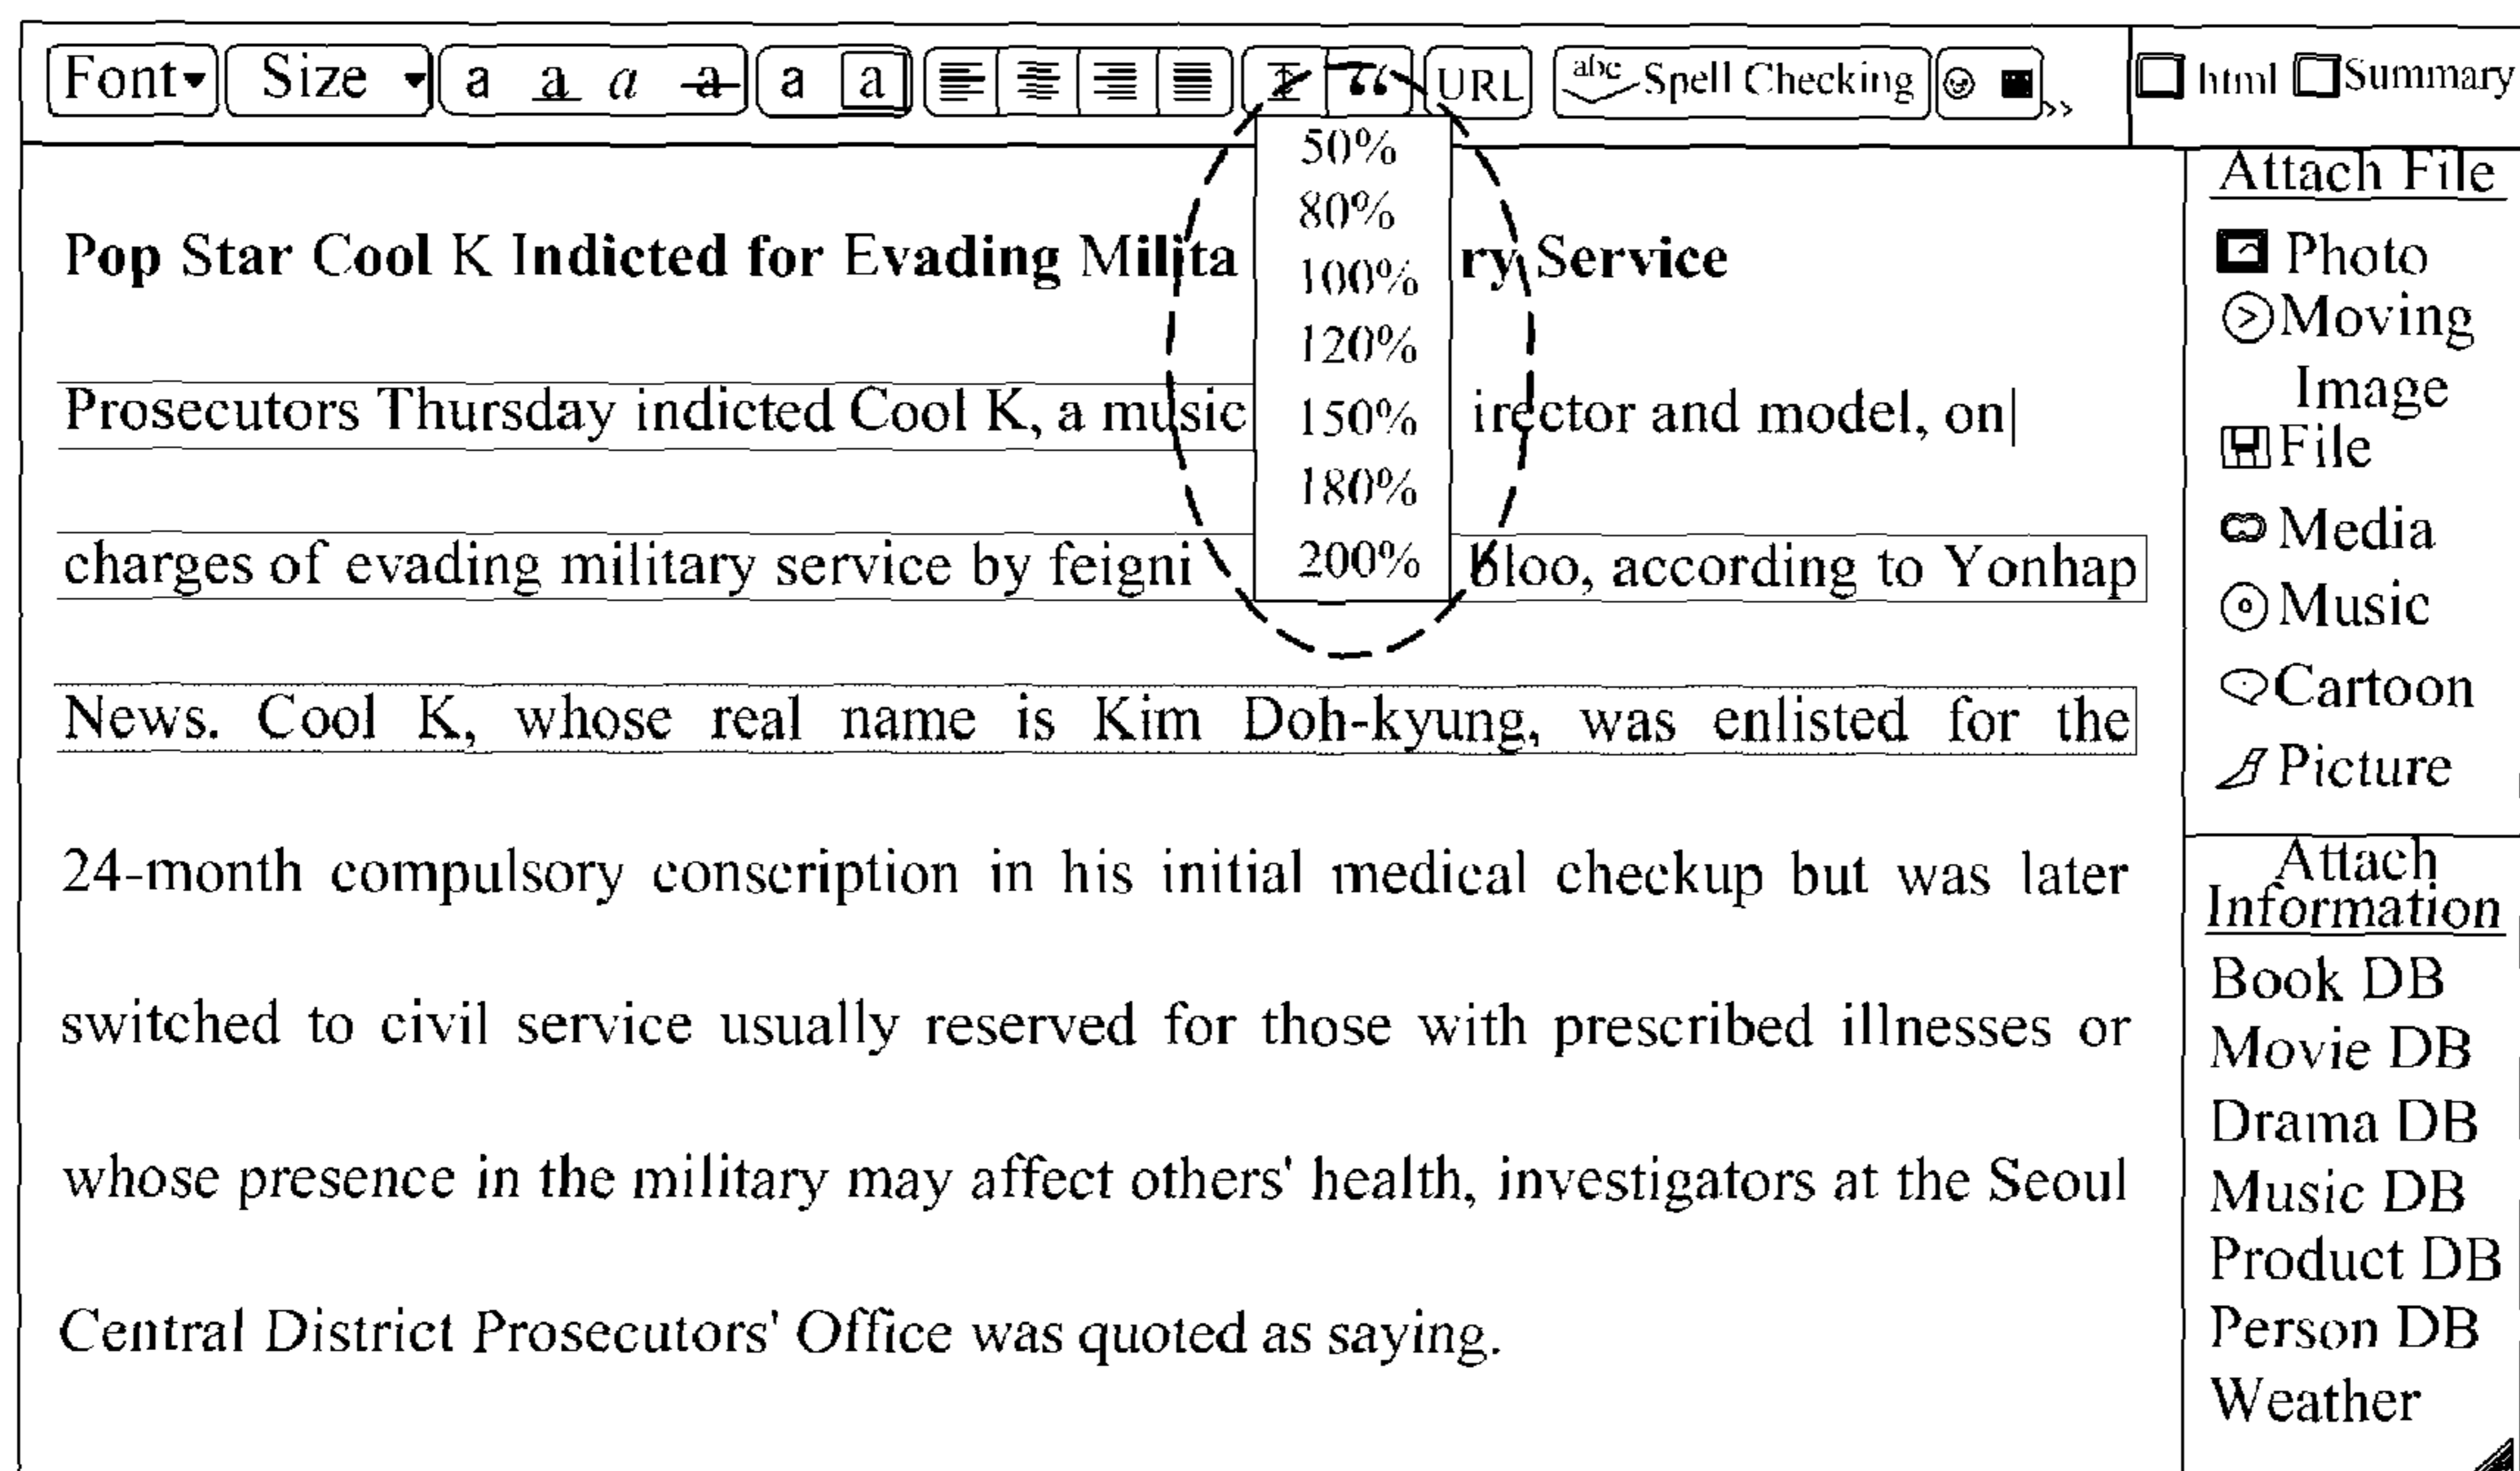 Font Size a a a a a a URL abc Spell Checking html Summary
50%
80%
100%
120%
150%
180%
200%
Pop Star Cool K Indicted for Evading Milita ry Service
Prosecutors Thursday indicted Cool K, a music irector and model, on
charges of evading military service by feigni bloo, according to Yonhap
News. Cool K, whose real name is Kim Doh-kyung, was enlisted for the
24-month compulsory conscription in his initial medical checkup but was later
switched to civil service usually reserved for those with prescribed illnesses or
whose presence in the military may affect others' health, investigators at the Seoul
Central District Prosecutors' Office was quoted as saying.
Attach File
Photo
Moving
Image
File
Media
Music
Cartoon
Picture
Attach
Information
Book DB
Movie DB
Drama DB
Music DB
Product DB
Person DB
Weather